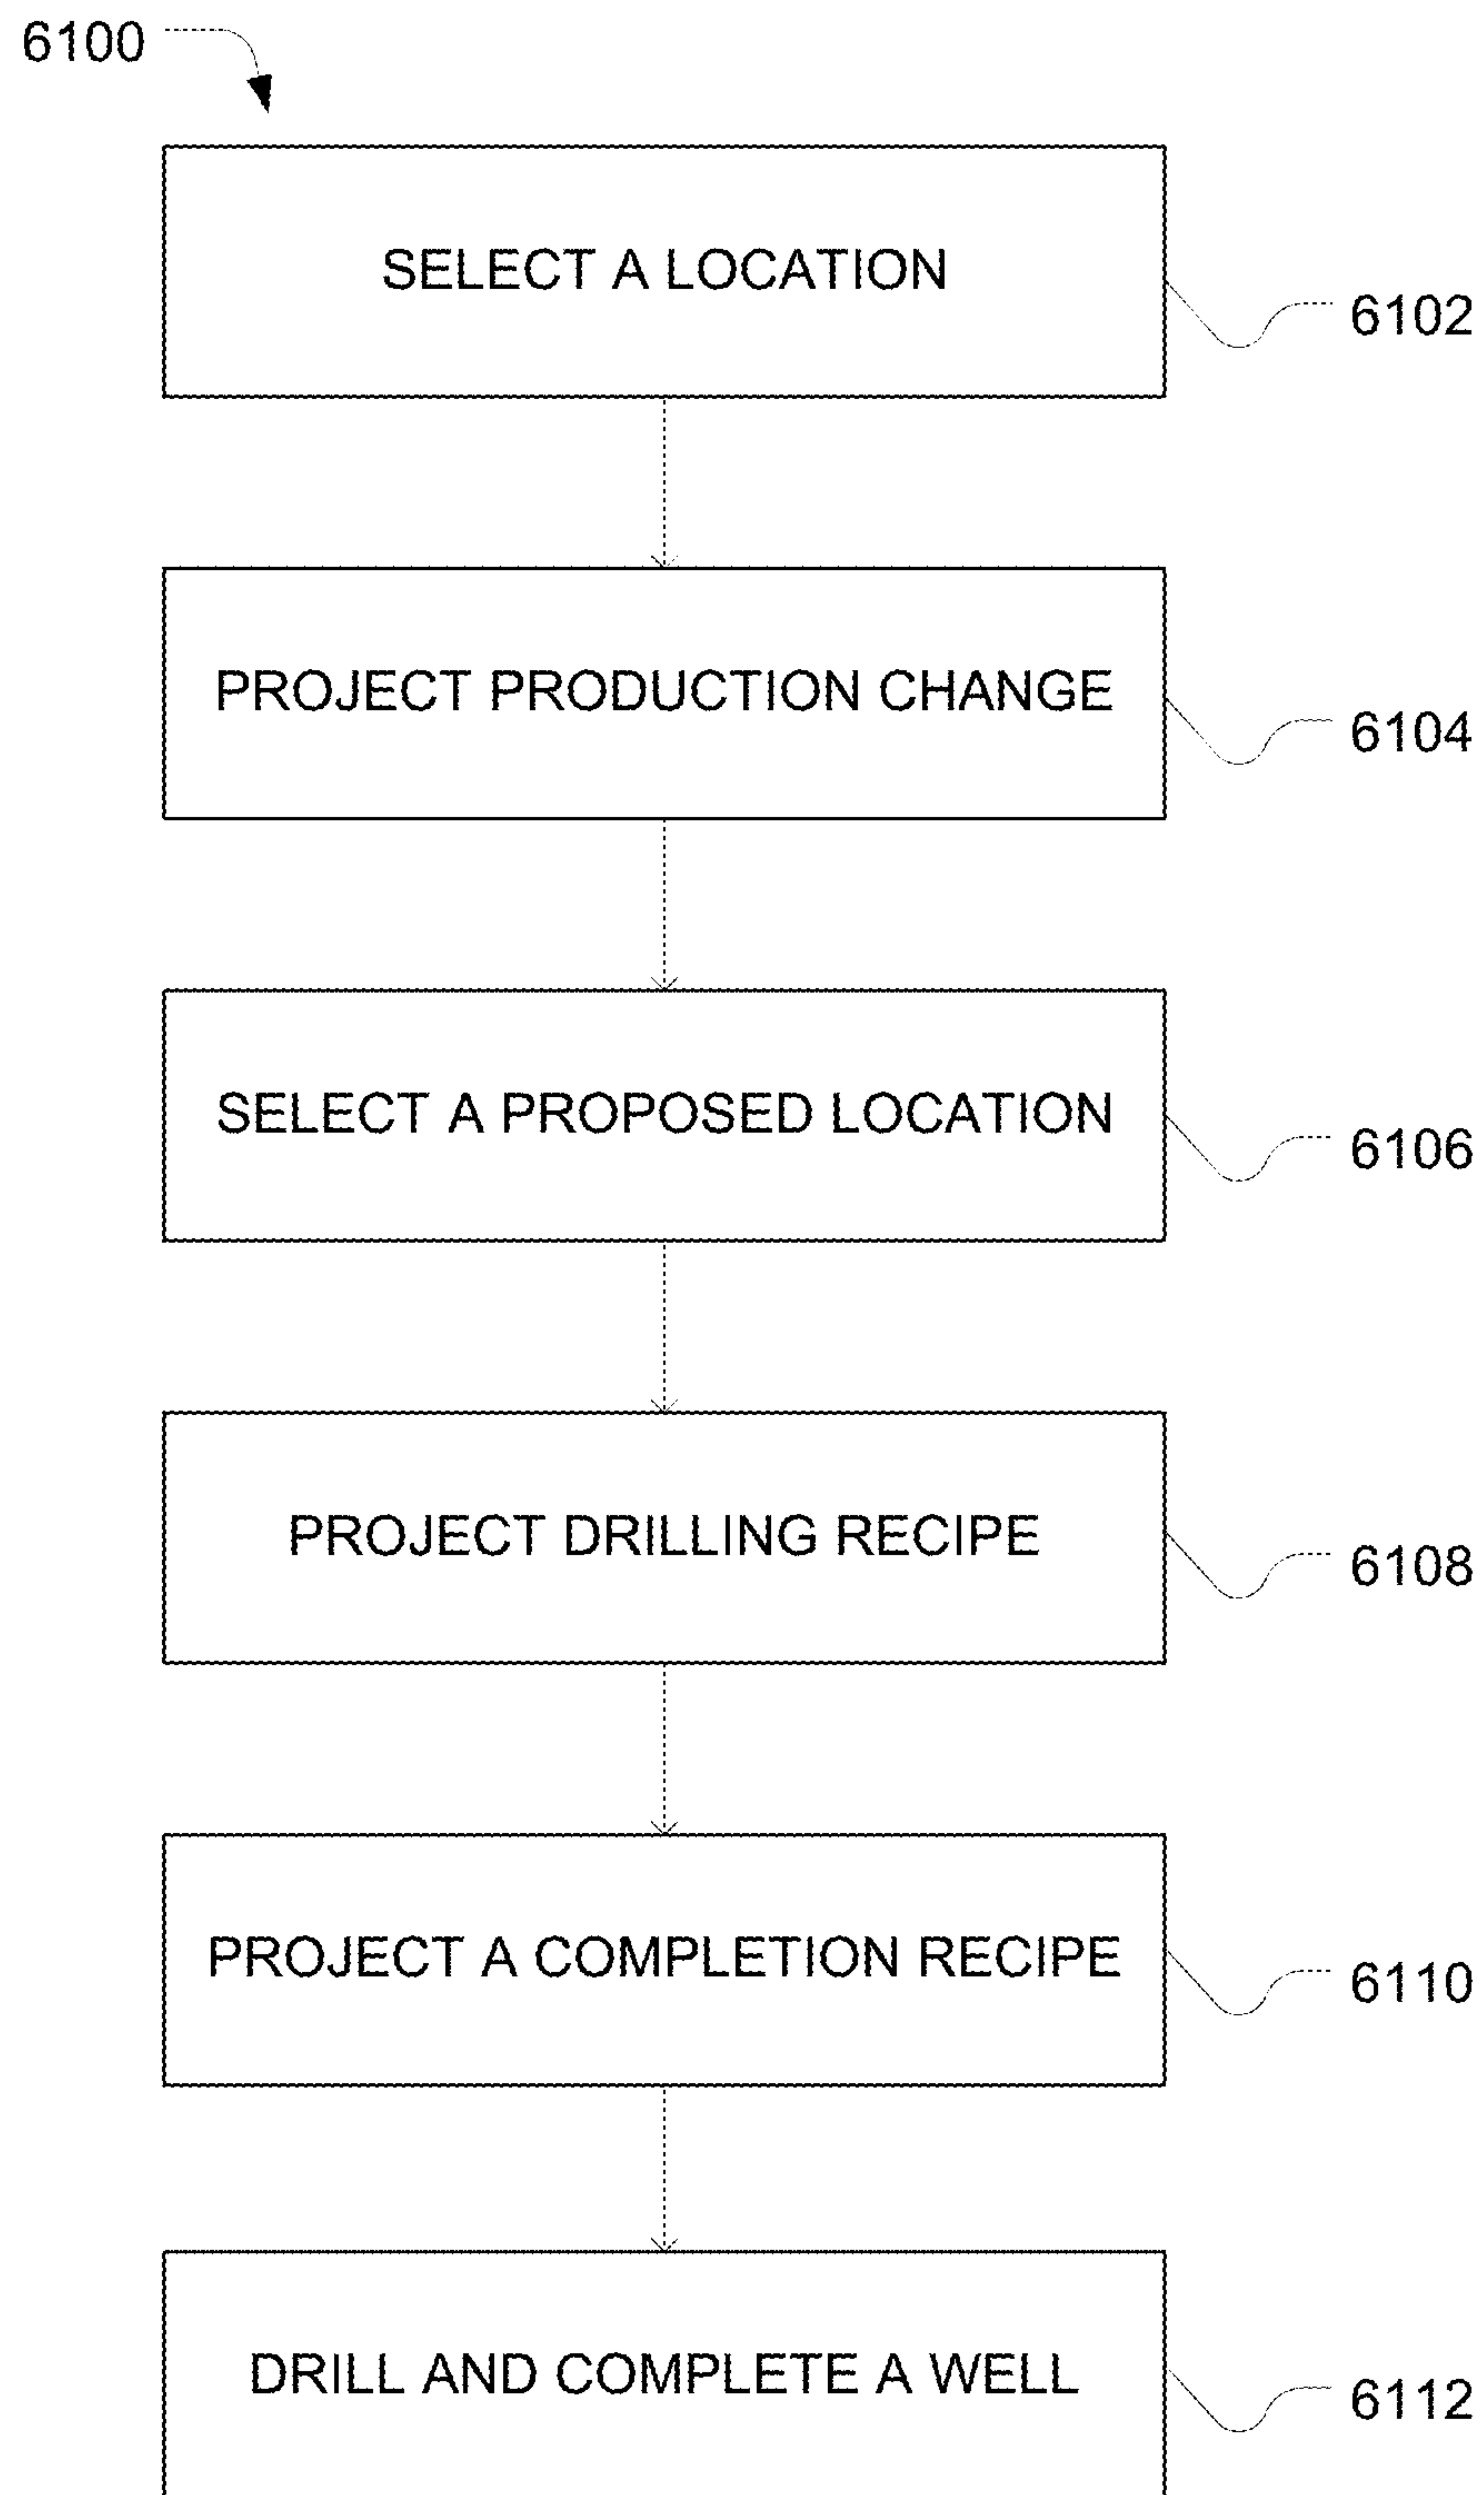 6100
SELECT A LOCATION
6102
PROJECT PRODUCTION CHANGE
6104
SELECT A PROPOSED LOCATION
6106
PROJECT DRILLING RECIPE
6108
PROJECT A COMPLETION RECIPE
6110
DRILL AND COMPLETE A WELL
6112